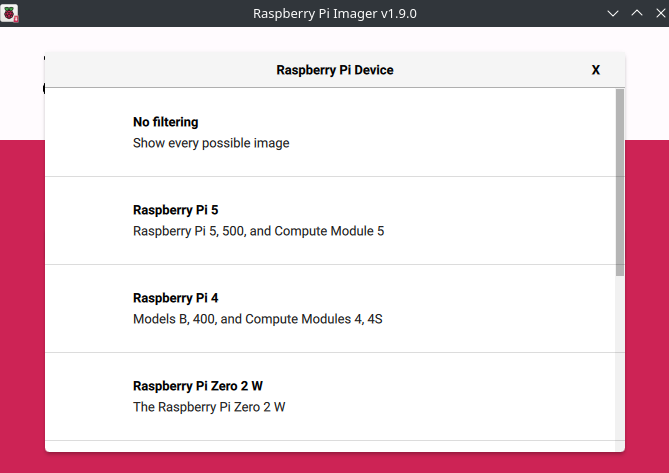 Raspberry Pi Imager v1.9.0
Raspberry Pi Device
X
No filtering
Show every possible image
Raspberry Pi 5
Raspberry Pi 5, 500, and Compute Module 5
Raspberry Pi 4
Models B, 400, and Compute Modules 4, 4S
Raspberry Pi Zero 2 W
The Raspberry Pi Zero 2 W